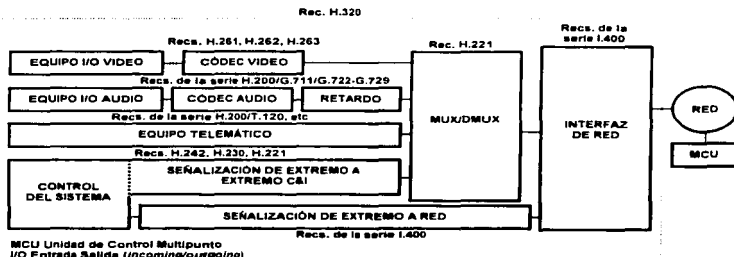 Rec. H.320
Recs. H.261, H.262, H.263
Rec. H.221
Recs. de la
serie I.400
EQUIPO I/O VIDEO
CÓDEC VIDEO
Recs. de la serie H.200/G.711/G.722-G.729
EQUIPO I/O AUDIO
CÓDEC AUDIO
RETARDO
MUX/DMUX
INTERFAZ
DE RED
RED
MCU
Recs. de la serie H.200/T.120, etc
EQUIPO TELEMÁTICO
Recs. H.242, H.230, H.221
CONTROL
DEL SISTEMA
SEÑALIZACIÓN DE EXTREMO A
EXTREMO C&I
SEÑALIZACIÓN DE EXTREMO A RED
Recs. de la serie I.400
MCU Unidad de Control Multipunto
I/O Entrada Salida (incoming/ourgoing)